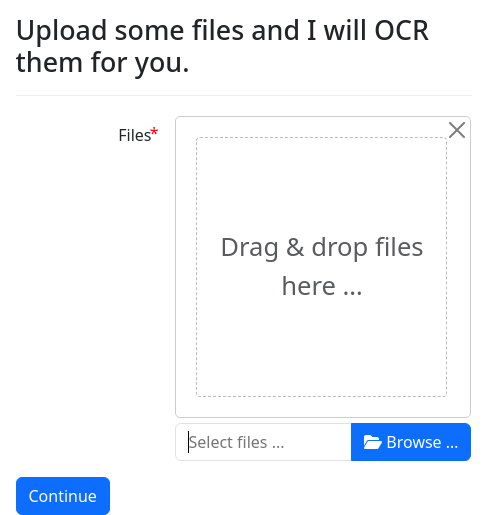 Upload some files and I will OCR
them for you.
Files*
Drag & drop files
here ...
Select files ...
Browse ...
Continue